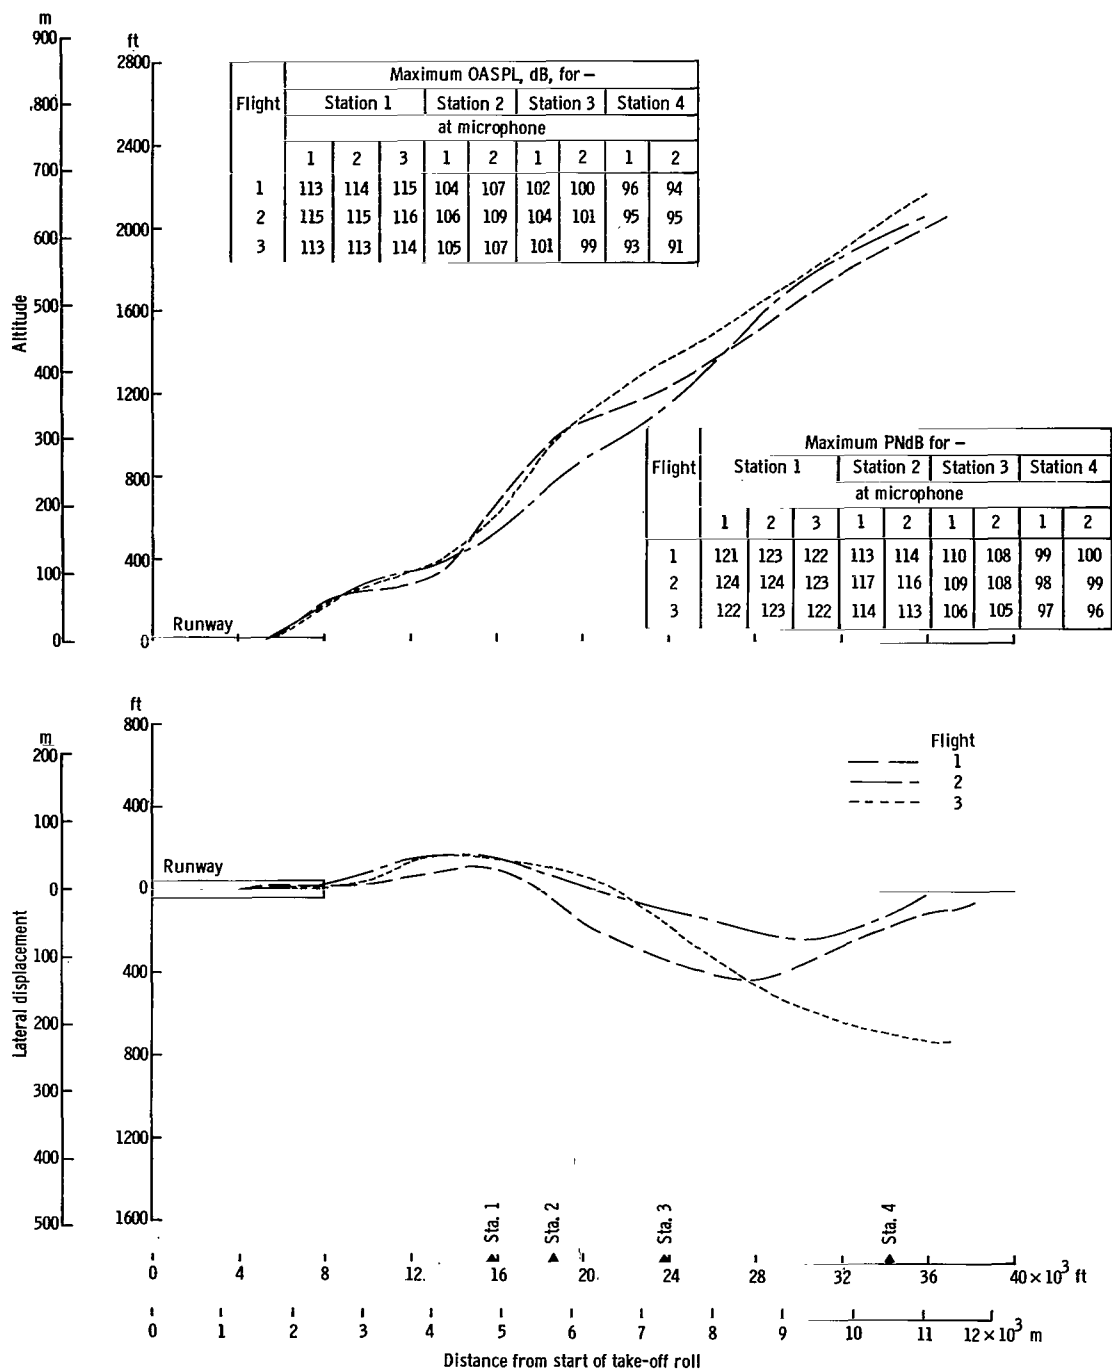 m
900
800
700
600
500
400
300
200
100
0
Altitude
ft
2800
2400
2000
1600
1200
800
400
0
Runway
Maximum OASPL, dB, for –
Flight Station 1 Station 2 Station 3 Station 4
at microphone
1 2 3 1 2 1 2 1 2
1 113 114 115 104 107 102 100 96 94
2 115 115 116 106 109 104 101 95 95
3 113 113 114 105 107 101 99 93 91
Maximum PNdB for –
Flight Station 1 Station 2 Station 3 Station 4
at microphone
1 2 3 1 2 1 2 1 2
1 121 123 122 113 114 110 108 99 100
2 124 124 123 117 116 109 108 98 99
3 122 123 122 114 113 106 105 97 96
m
200
100
0
100
200
300
400
500
Lateral displacement
ft
800
400
0
400
800
1200
1600
Runway
Flight
1
2
3
Sta. 1
Sta. 2
Sta. 3
Sta. 4
0 4 8 12 16 20 24 28 32 36 40 × 10³ ft
0 1 2 3 4 5 6 7 8 9 10 11 12 × 10³ m
Distance from start of take-off roll